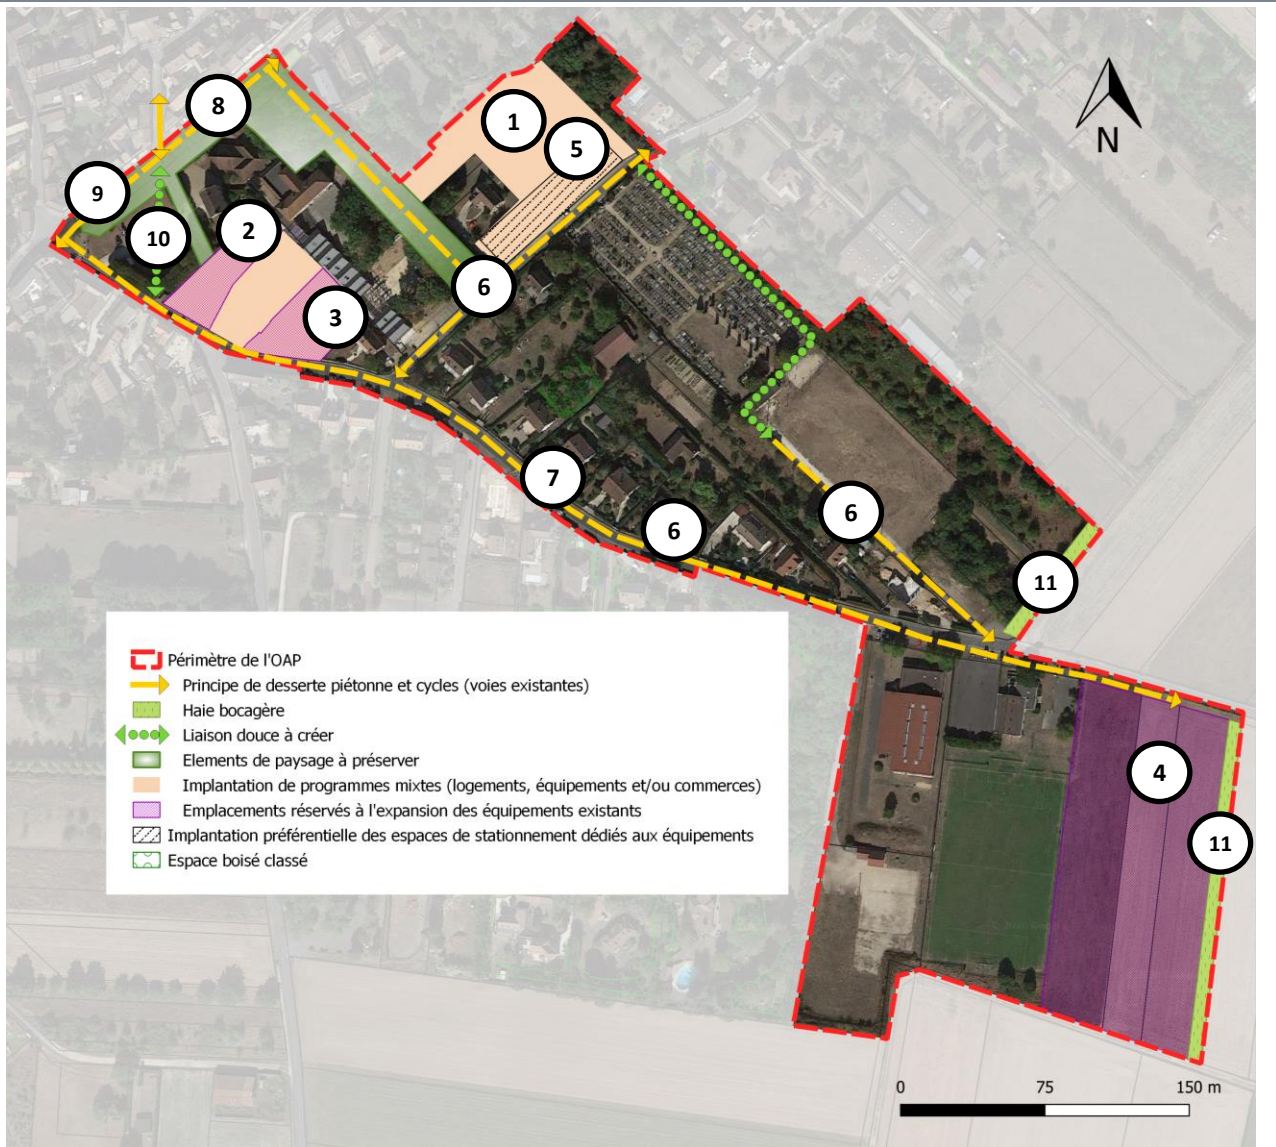 8
1
5
9
10
2
3
6
N
7
6
6
11
4
11
Périmètre de l'OAP
Principe de desserte piétonne et cycles (voies existantes)
Haie bocagère
Liaison douce à créer
Elements de paysage à préserver
Implantation de programmes mixtes (logements, équipements et/ou commerces)
Emplacements réservés à l'expansion des équipements existants
Implantation préférentielle des espaces de stationnement dédiés aux équipements
Espace boisé classé
0 75 150 m